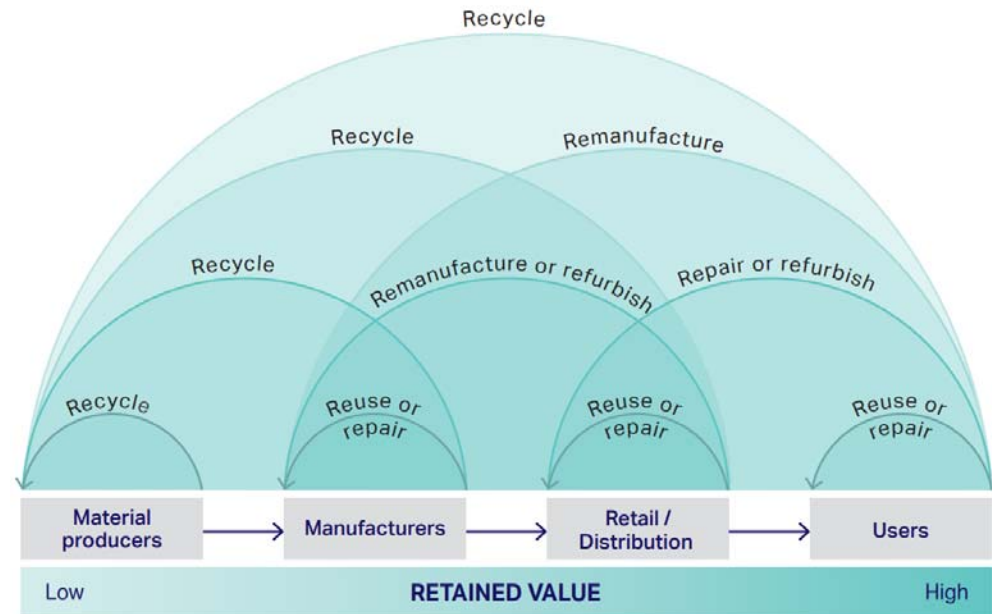 Recycle
Recycle
Remanufacture
Recycle
Remanufacture or refurbish
Repair or refurbish
Recycle
Reuse or
repair
Reuse or
repair
Reuse or
repair
Material
producers
Manufacturers
Retail /
Distribution
Users
Low
RETAINED VALUE
High